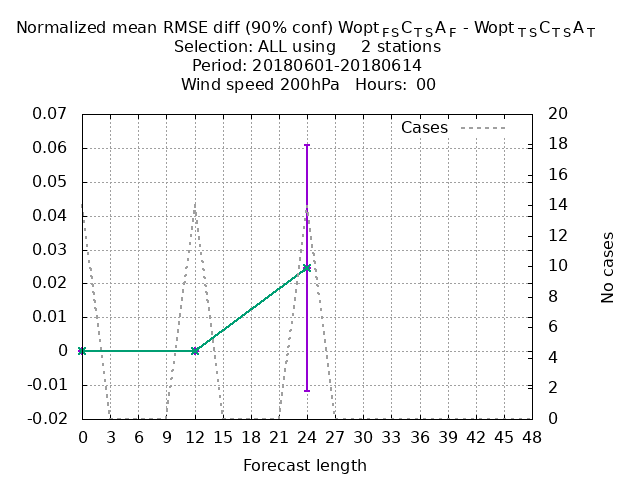 Normalized mean RMSE diff (90% conf) Wopt FS C TS A F - Wopt TS C TS A T
Selection: ALL using 2 stations
Period: 20180601-20180614
Wind speed 200hPa Hours: 00
Cases
0.07
0.06
0.05
0.04
0.03
0.02
0.01
0
-0.01
-0.02
20
18
16
14
12
10
8
6
4
2
0
No cases
0 3 6 9 12 15 18 21 24 27 30 33 36 39 42 45 48
Forecast length